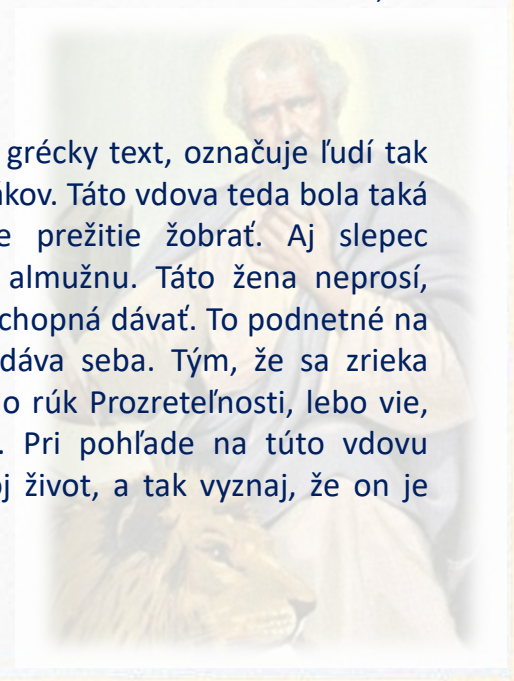 grécky text, označuje ľudí tak
ákov. Táto vdova teda bola taká
e prežitie žobrať. Aj slepec
almužnu. Táto žena neprosí,
chopná dávať. To podnetné na
dáva seba. Tým, že sa zrieka
o rúk Prozreteľnosti, lebo vie,
. Pri pohľade na túto vdovu
j život, a tak vyznaj, že on je